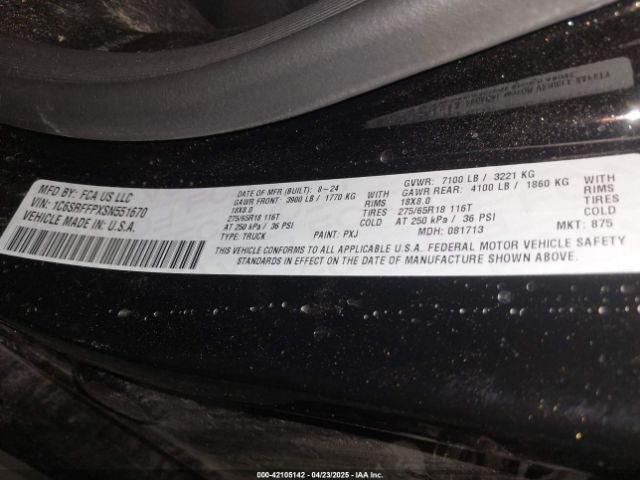 MFD BY: FCA US LLC
VIN: 1C6SRFFPXSN551670
VEHICLE MADE IN: U.S.A.
DATE OF MFR (BUILT): 8-24
GAWR FRONT: 3900 LB / 1770 KG
18X8.0
275/65R18 116T
AT 250 kPa / 36 PSI
TYPE: TRUCK
PAINT: PXJ
WITH
RIMS
TIRES
COLD
GVWR: 7100 LB / 3221 KG
GAWR REAR: 4100 LB / 1860 KG
18X8.0
275/65R18 116T
AT 250 kPa / 36 PSI
MDH: 081713
WITH
RIMS
TIRES
COLD
MKT: 875
THIS VEHICLE CONFORMS TO ALL APPLICABLE U.S.A. FEDERAL MOTOR VEHICLE SAFETY
STANDARDS IN EFFECT ON THE DATE OF MANUFACTURE SHOWN ABOVE.
000-42105142 - 04/23/2025 - IAA Inc.